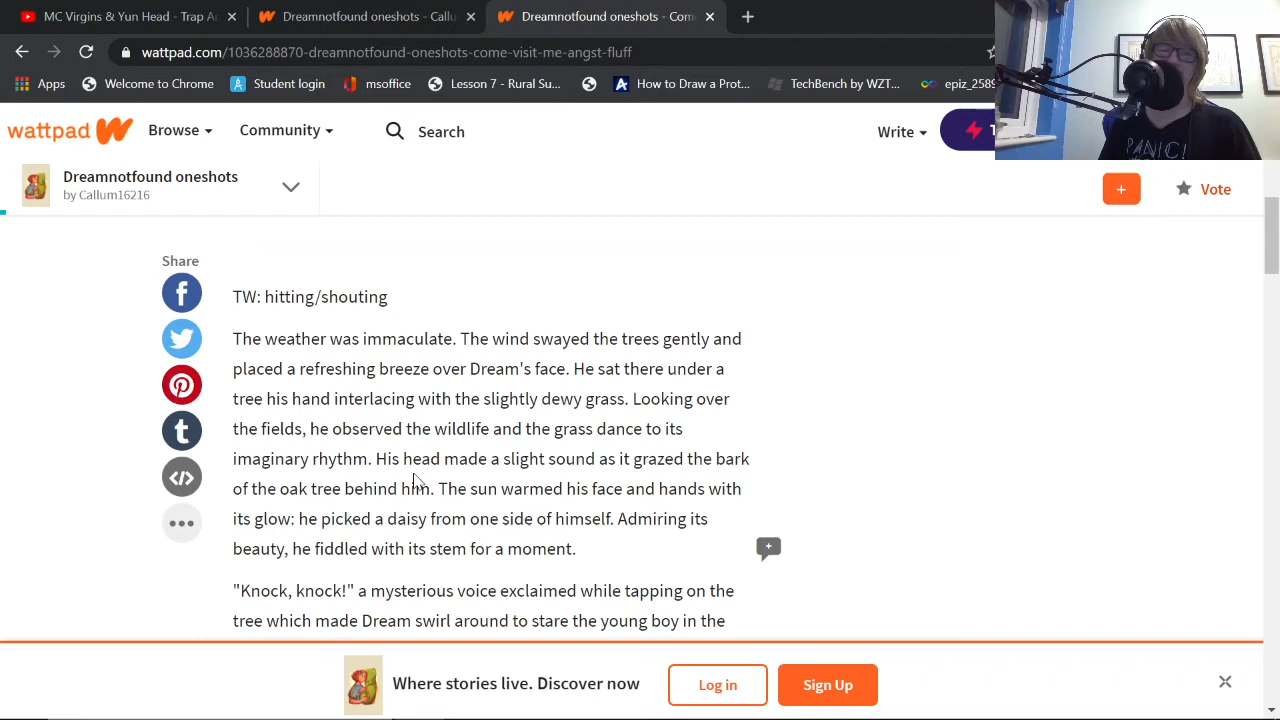 MC Virgins & Yun Head - Trap A
Dreamnotfound oneshots - Callu
Dreamnotfound oneshots - Com
wattpad.com/1036288870-dreamnotfound-oneshots-come-visit-me-angst-fluff
Apps
Welcome to Chrome
Student login
msoffice
Lesson 7 - Rural Su...
How to Draw a Prot...
TechBench by WZT...
epiz_2589
wattpad
Browse
Community
Search
Write
PANIC!
Dreamnotfound oneshots
by Callum16216
Vote
Share
TW: hitting/shouting
The weather was immaculate. The wind swayed the trees gently and
placed a refreshing breeze over Dream's face. He sat there under a
tree his hand interlacing with the slightly dewy grass. Looking over
the fields, he observed the wildlife and the grass dance to its
imaginary rhythm. His head made a slight sound as it grazed the bark
of the oak tree behind him. The sun warmed his face and hands with
its glow: he picked a daisy from one side of himself. Admiring its
beauty, he fiddled with its stem for a moment.
"Knock, knock!" a mysterious voice exclaimed while tapping on the
tree which made Dream swirl around to stare the young boy in the
Where stories live. Discover now
Log in
Sign Up